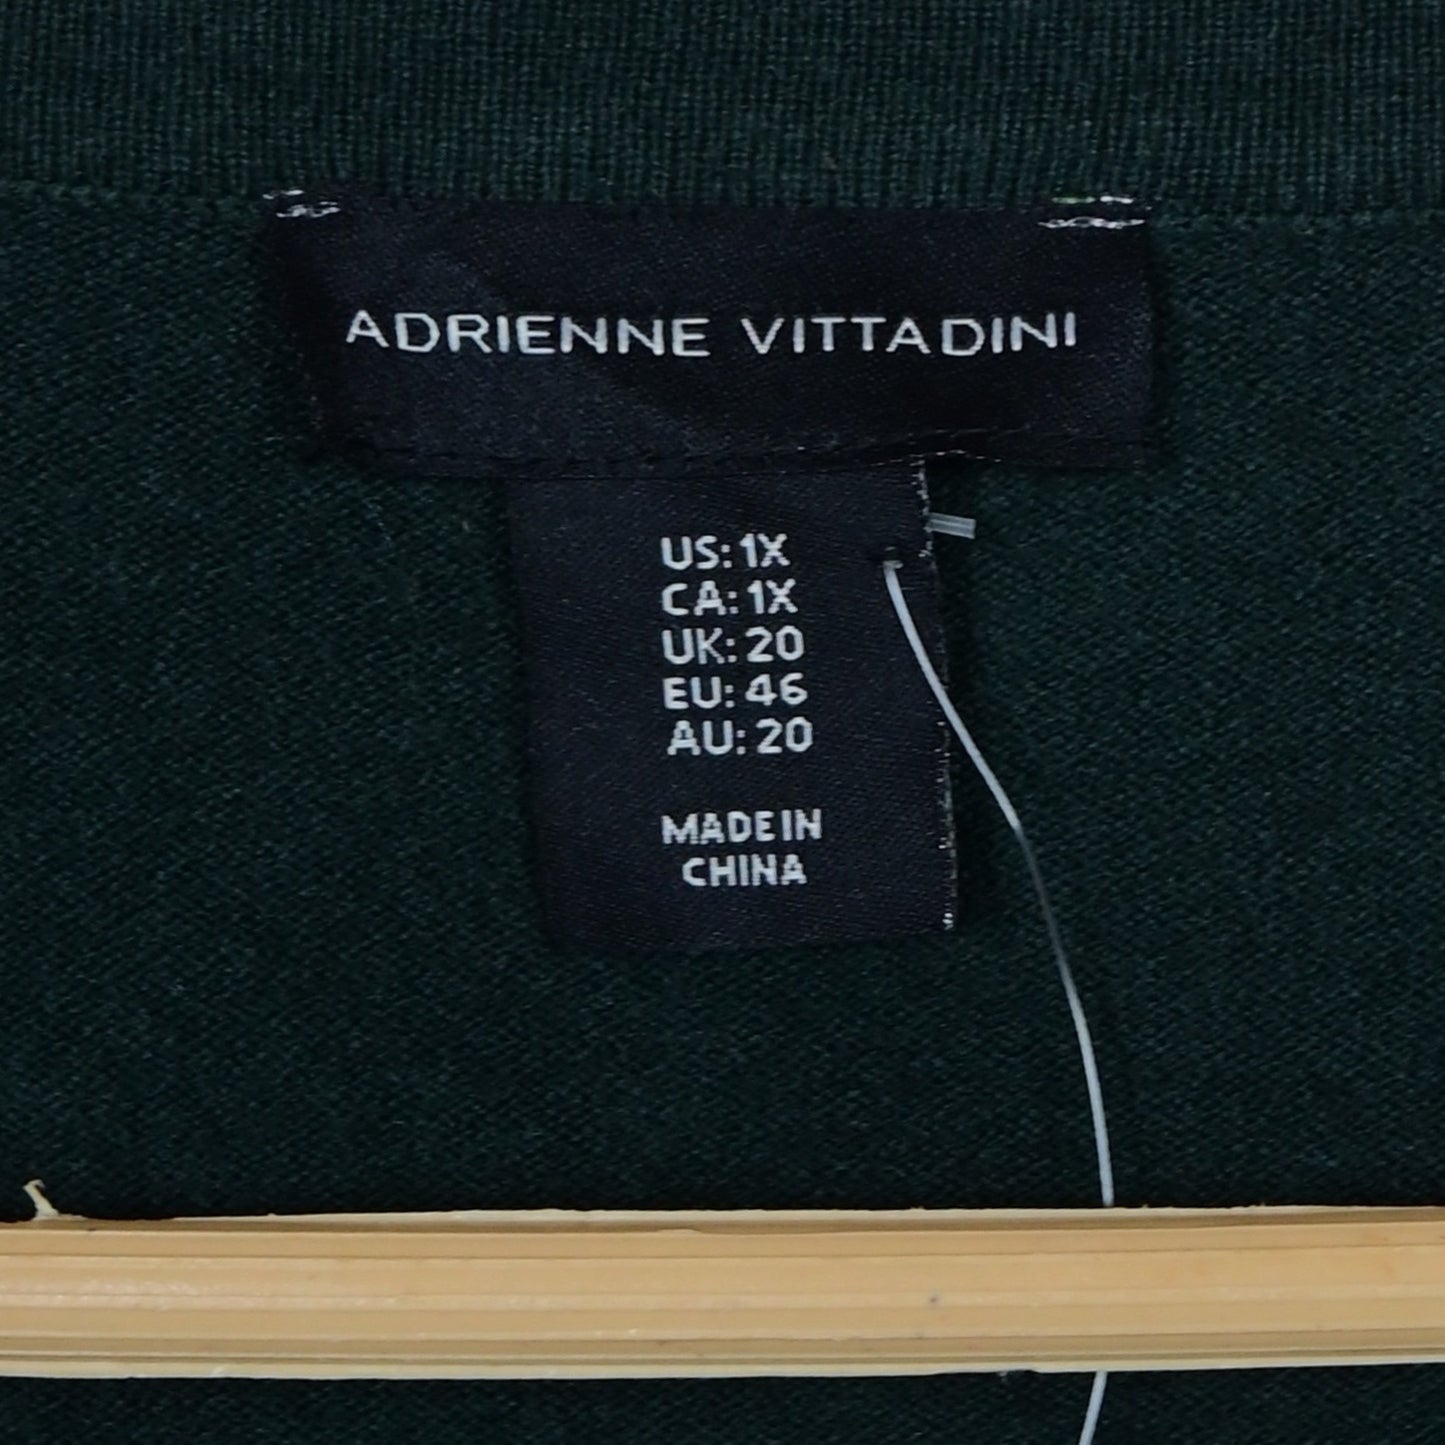 ADRIENNE VITTADINI
US: 1X
CA: 1X
UK: 20
EU: 46
AU: 20
MADE IN
CHINA